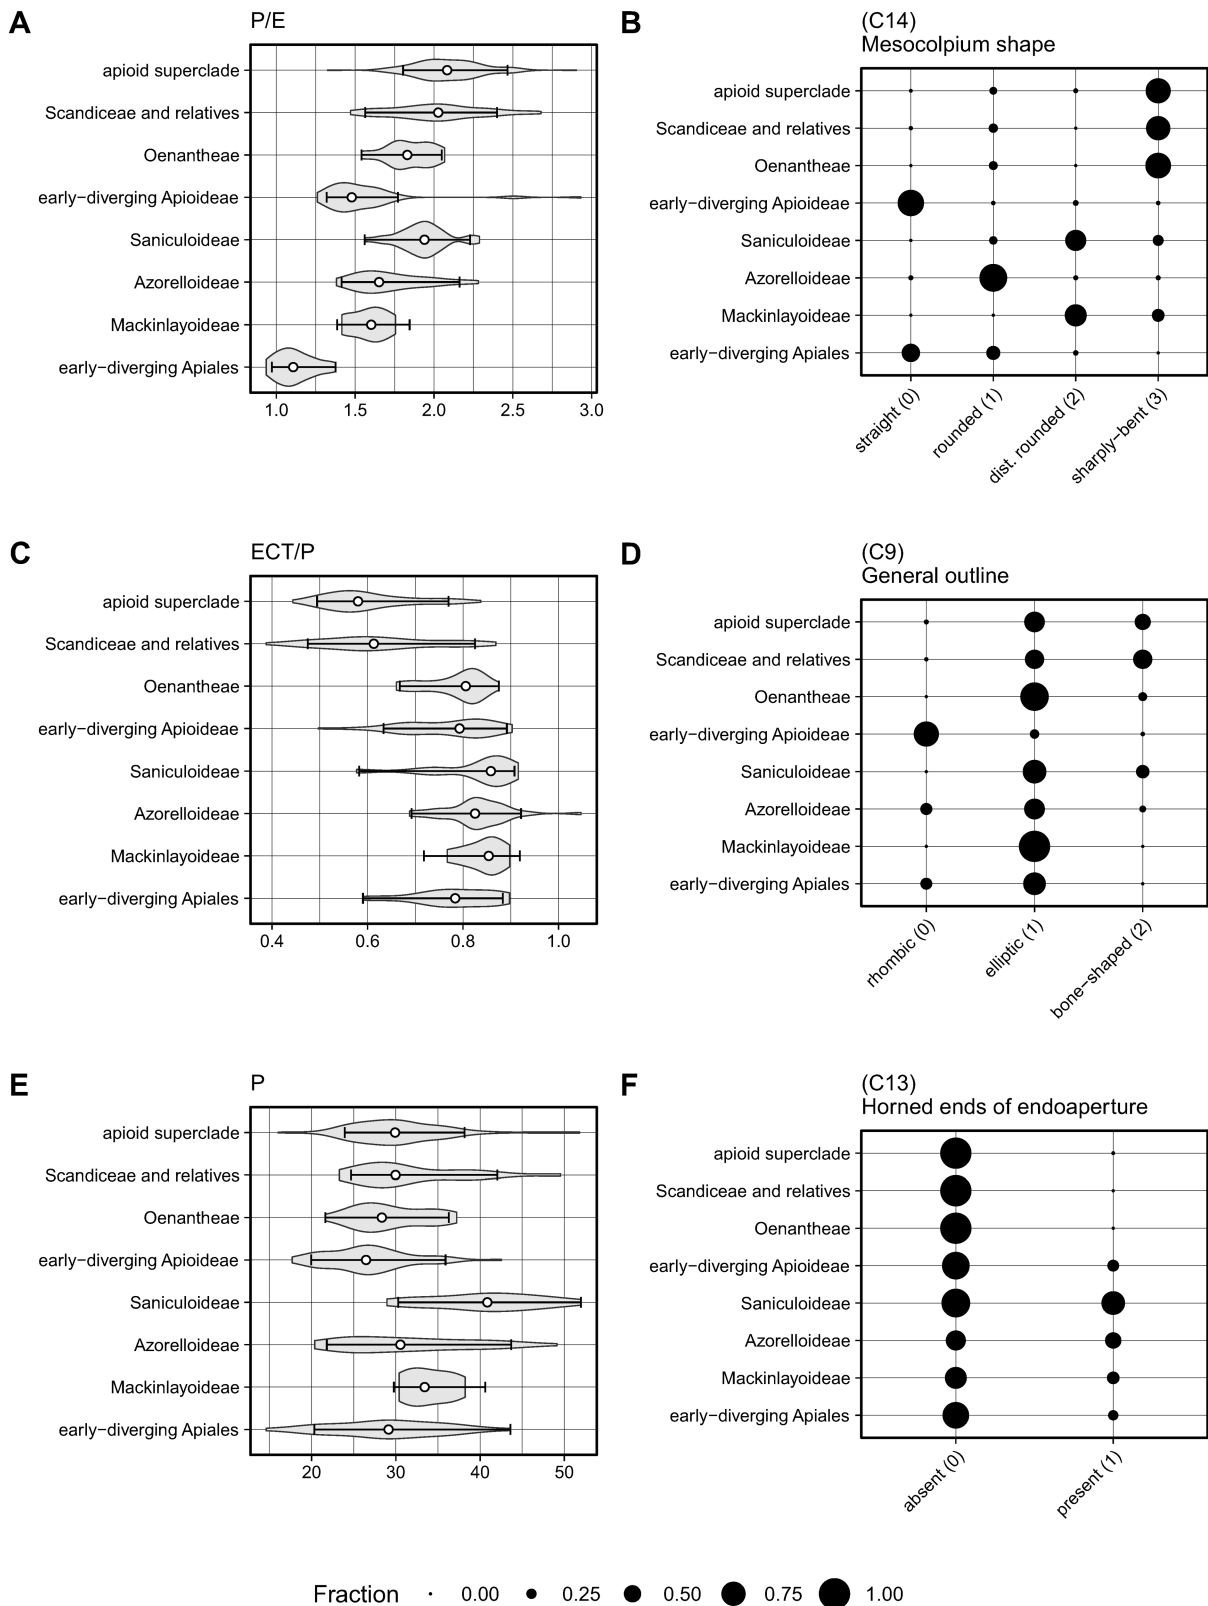 A
P/E
apioid superclade
Scandiceae and relatives
Oenantheae
early−diverging Apioideae
Saniculoideae
Azorelloideae
Mackinlayoideae
early−diverging Apiales
1.0 1.5 2.0 2.5 3.0
B
(C14)
Mesocolpium shape
apioid superclade
Scandiceae and relatives
Oenantheae
early−diverging Apioideae
Saniculoideae
Azorelloideae
Mackinlayoideae
early−diverging Apiales
straight (0)
rounded (1)
dist. rounded (2)
sharply−bent (3)
C
ECT/P
apioid superclade
Scandiceae and relatives
Oenantheae
early−diverging Apioideae
Saniculoideae
Azorelloideae
Mackinlayoideae
early−diverging Apiales
0.4 0.6 0.8 1.0
D
(C9)
General outline
apioid superclade
Scandiceae and relatives
Oenantheae
early−diverging Apioideae
Saniculoideae
Azorelloideae
Mackinlayoideae
early−diverging Apiales
rhombic (0)
elliptic (1)
bone−shaped (2)
E
P
apioid superclade
Scandiceae and relatives
Oenantheae
early−diverging Apioideae
Saniculoideae
Azorelloideae
Mackinlayoideae
early−diverging Apiales
20 30 40 50
F
(C13)
Horned ends of endoaperture
apioid superclade
Scandiceae and relatives
Oenantheae
early−diverging Apioideae
Saniculoideae
Azorelloideae
Mackinlayoideae
early−diverging Apiales
absent (0)
present (1)
Fraction 0.00 0.25 0.50 0.75 1.00